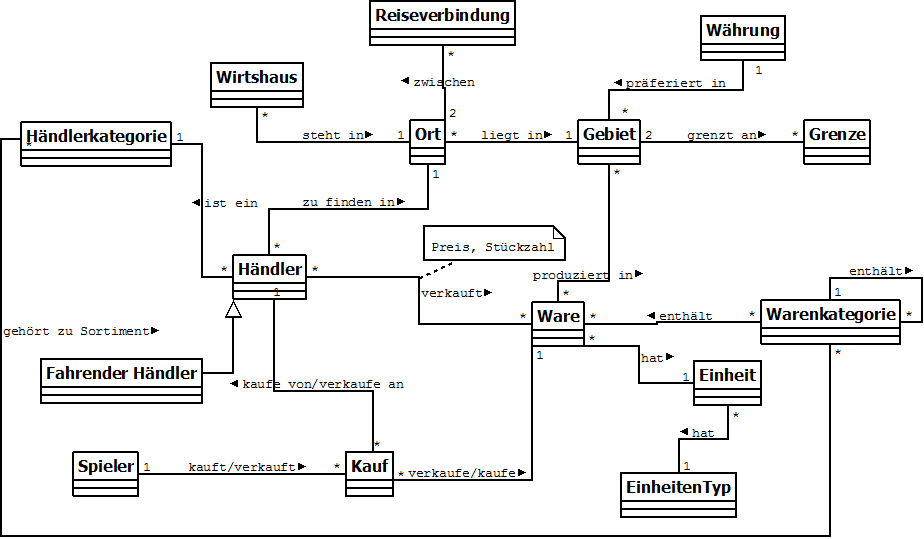 Reiseverbindung
*
Währung
1
zwischen
präferiert in
Wirtshaus
*
2
*
Händlerkategorie
*
1
steht in
1
Ort
*
liegt in
1
Gebiet
2
grenzt an
*
Grenze
1
*
ist ein
zu finden in
*
Preis, Stückzahl
*
Händler
*
1
verkauft
produziert in
*
enthält
1
*
Ware
*
enthält
*
Warenkategorie
*
*
1
*
hat
1
Einheit
*
gehört zu Sortiment
Fahrender Händler
kaufe von/verkaufe an
*
hat
1
Spieler
1
kauft/verkauft
*
Kauf
*
verkaufe/kaufe
EinheitenTyp